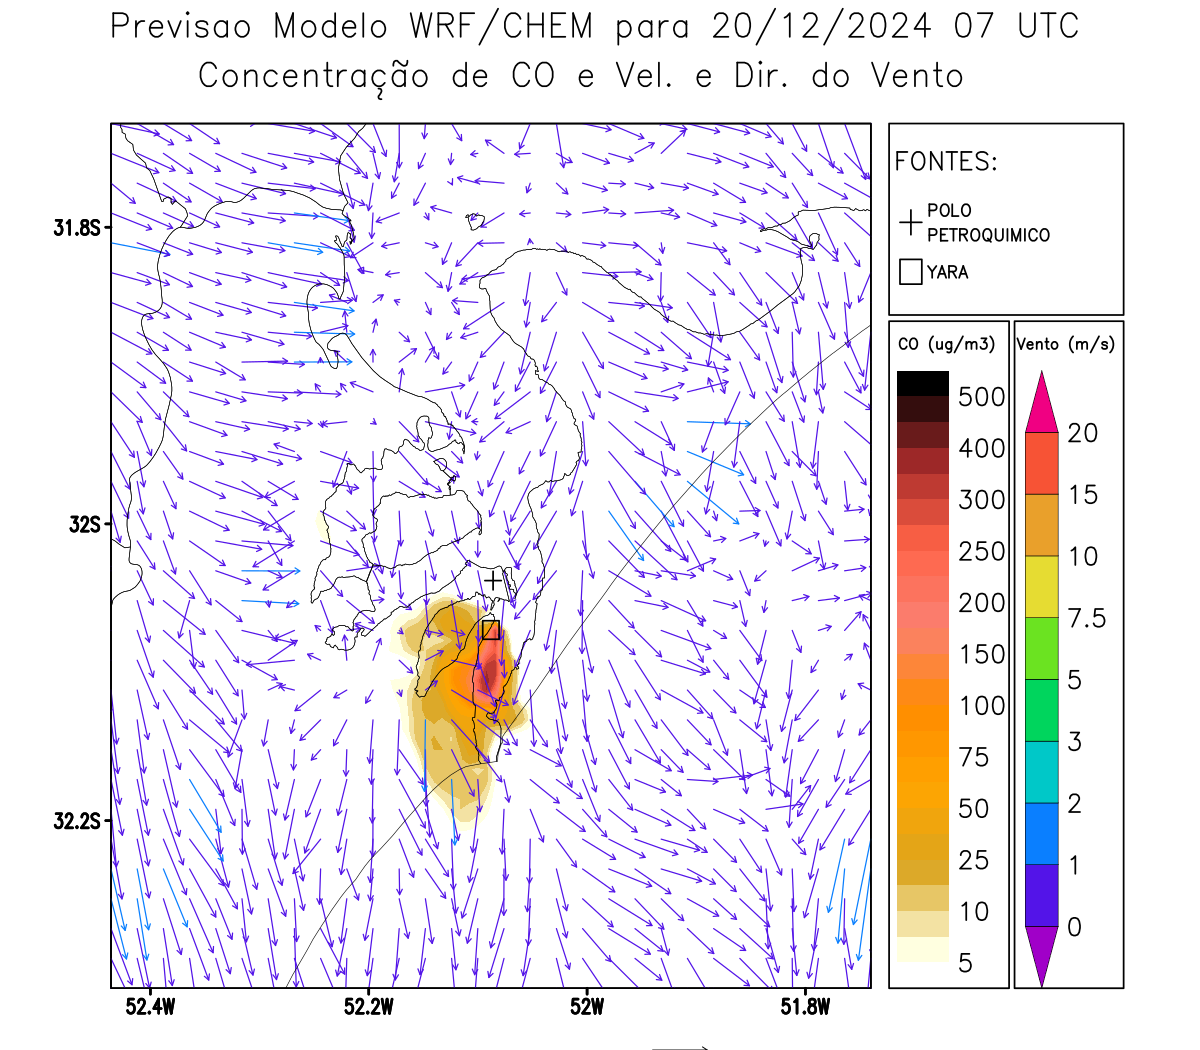 Previsao Modelo WRF/CHEM para 20/12/2024 07 UTC
Concentração de CO e Vel. e Dir. do Vento
FONTES:
POLO
PETROQUIMICO
YARA
CO (ug/m3)
500
400
300
250
200
150
100
75
50
25
10
5
Vento (m/s)
20
15
10
7.5
5
3
2
1
0
31.8S
32S
32.2S
52.4W
52.2W
52W
51.8W